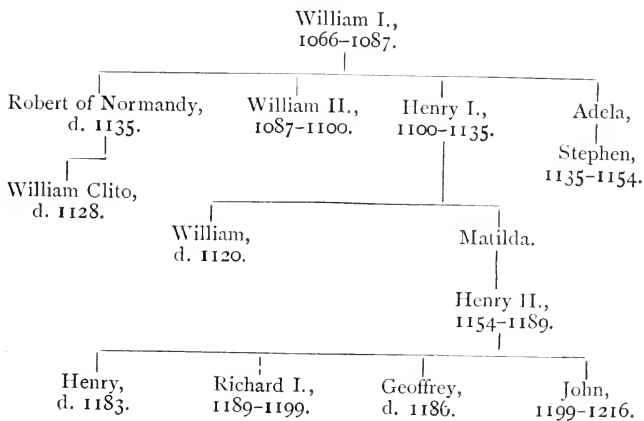 William I.,
1066–1087.
Robert of Normandy,
d. 1135.
William II.,
1087–1100.
Henry I.,
1100–1135.
Adela,
Stephen,
1135–1154.
William Clito,
d. 1128.
William,
d. 1120.
Matilda.
Henry II.,
1154–1189.
Henry,
d. 1183.
Richard I.,
1189–1199.
Geoffrey,
d. 1186.
John,
1199–1216.